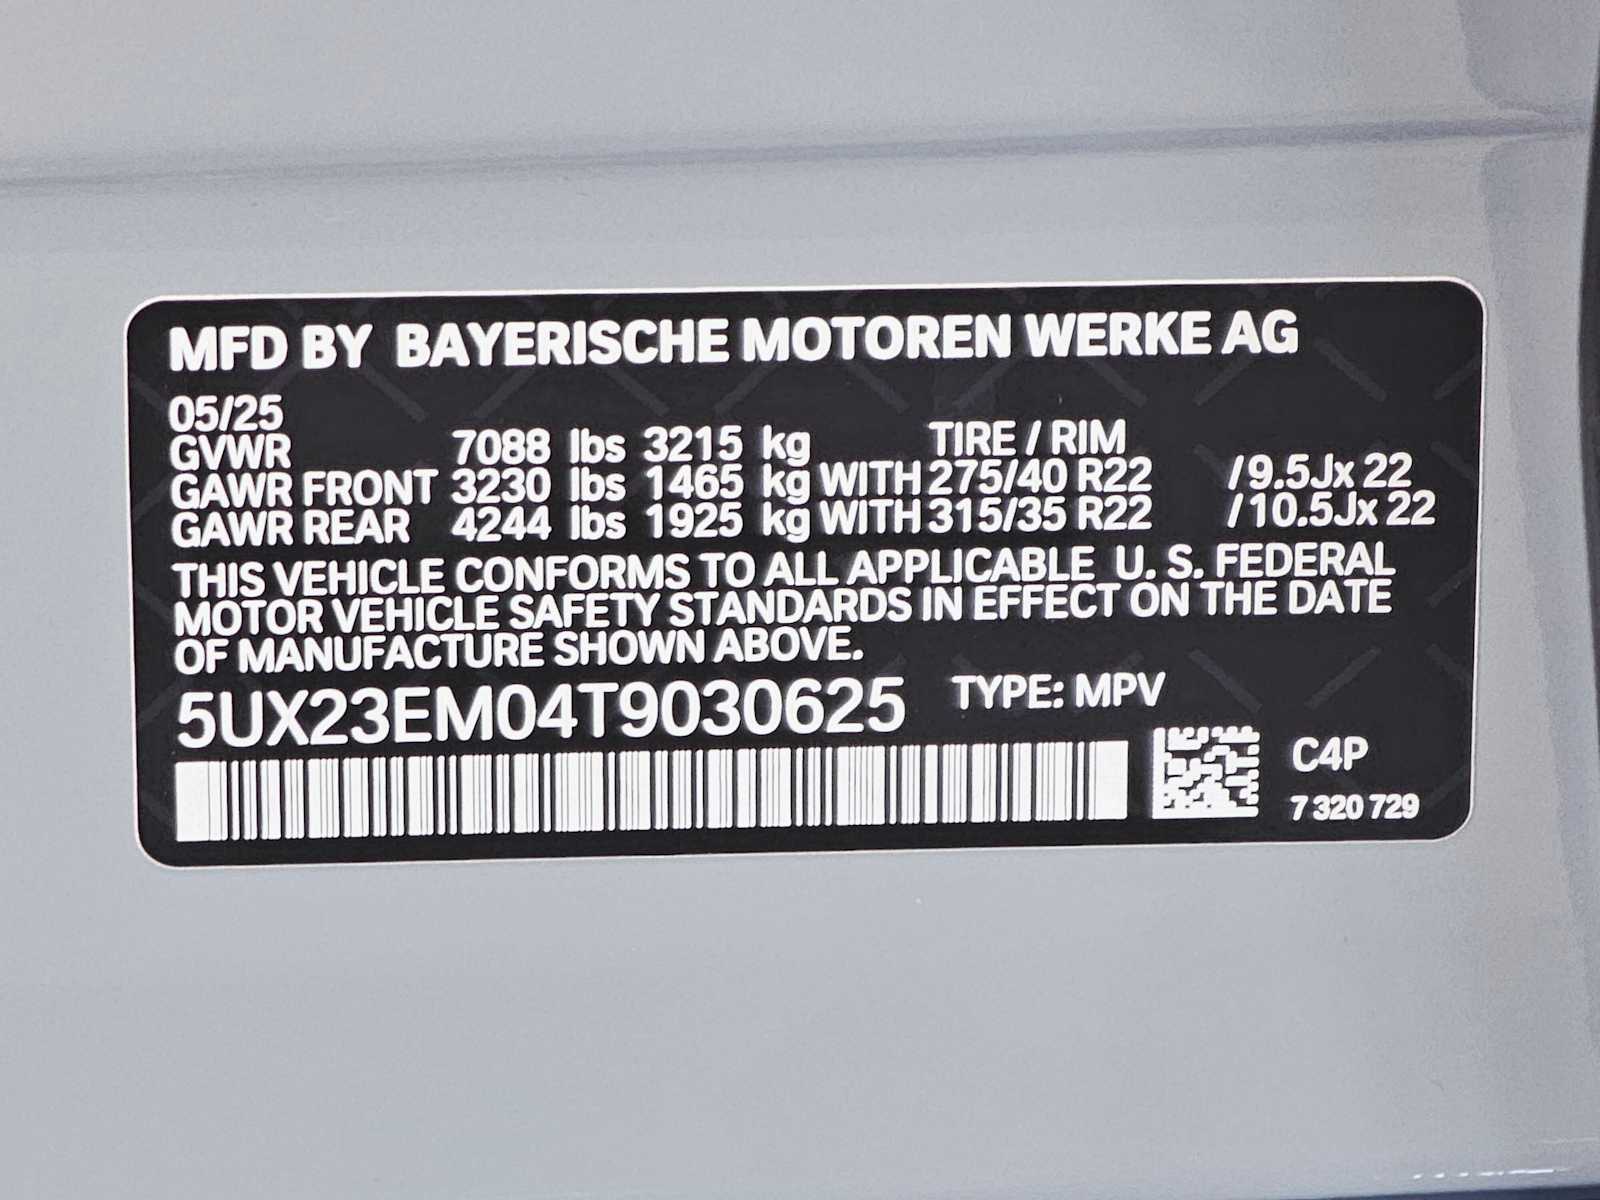 MFD BY BAYERISCHE MOTOREN WERKE AG
05/25
GVWR 7088 lbs 3215 kg TIRE / RIM
GAWR FRONT 3230 lbs 1465 kg WITH 275/40 R22 /9.5Jx 22
GAWR REAR 4244 lbs 1925 kg WITH 315/35 R22 /10.5Jx 22
THIS VEHICLE CONFORMS TO ALL APPLICABLE U. S. FEDERAL
MOTOR VEHICLE SAFETY STANDARDS IN EFFECT ON THE DATE
OF MANUFACTURE SHOWN ABOVE.
5UX23EM04T9030625 TYPE: MPV
C4P
7 320 729